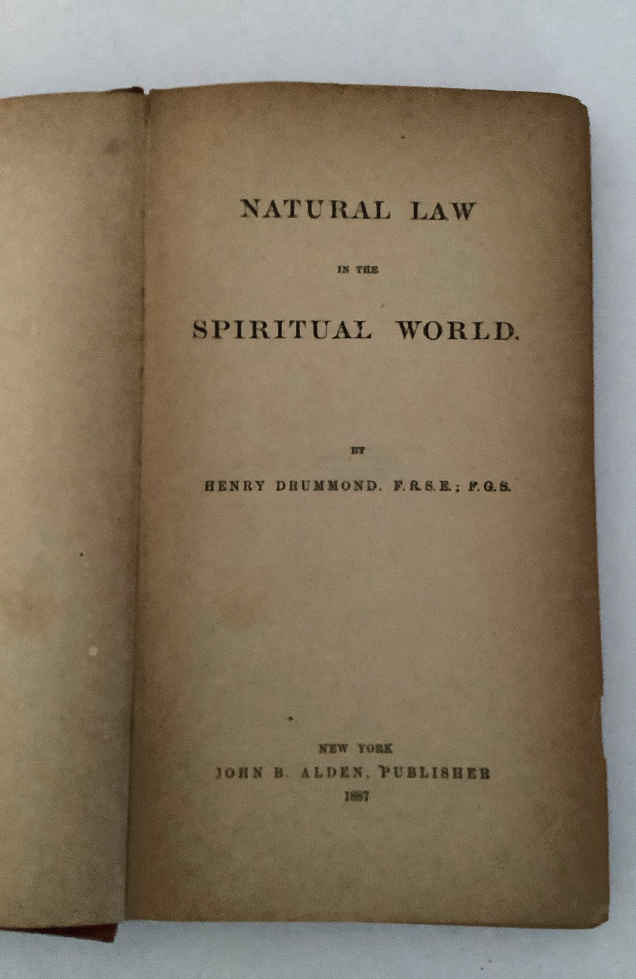 NATURAL LAW
IN THE
SPIRITUAL WORLD.
BY
HENRY DRUMMOND, F.R.S.E.; F.G.S.
NEW YORK
JOHN B. ALDEN, PUBLISHER
1887